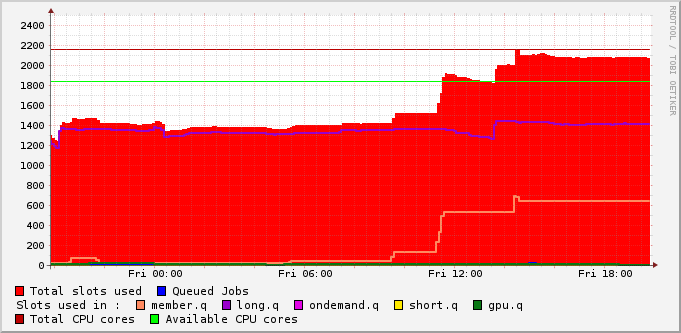 RRDTOOL / TOBI OETIKER
2400
2200
2000
1800
1600
1400
1200
1000
800
600
400
200
0
Fri 00:00 Fri 06:00 Fri 12:00 Fri 18:00
Total slots used Queued Jobs
Slots used in : member.q long.q ondemand.q short.q gpu.q
Total CPU cores Available CPU cores